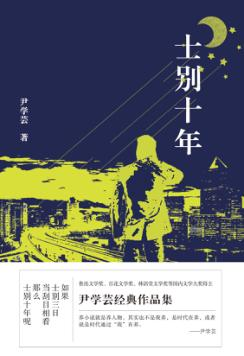 士别十年
尹学芸 著
如果
士别三日
当刮目相看
那么
士别十年呢
鲁迅文学奖、百花文学奖、林语堂文学奖等国内文学大奖得主
尹学芸经典作品集
——尹学芸